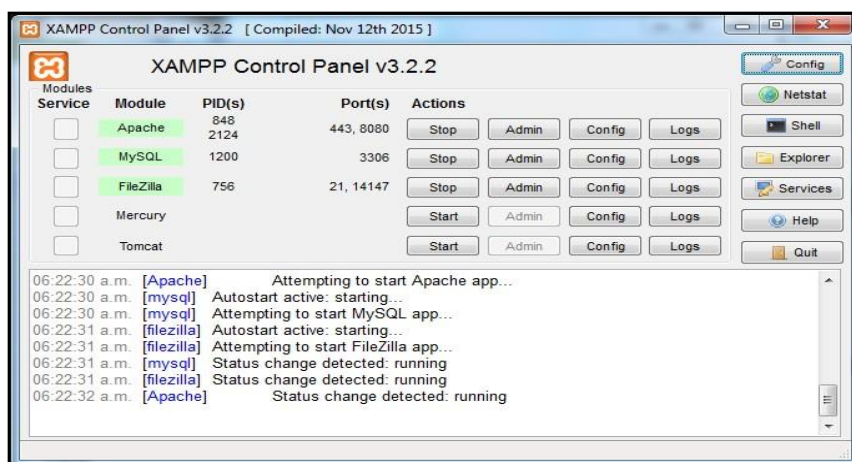 XAMPP Control Panel v3.2.2 [ Compiled: Nov 12th 2015 ]
XAMPP Control Panel v3.2.2
Config
Modules
Service Module PID(s) Port(s) Actions
Netstat
Apache 848 2124 443, 8080 Stop Admin Config Logs
Shell
MySQL 1200 3306 Stop Admin Config Logs
Explorer
FileZilla 756 21, 14147 Stop Admin Config Logs
Services
Mercury Start Admin Config Logs
Help
Tomcat Start Admin Config Logs
Quit
06:22:30 a.m. [Apache] Attempting to start Apache app...
06:22:30 a.m. [mysql] Autostart active: starting...
06:22:30 a.m. [mysql] Attempting to start MySQL app...
06:22:31 a.m. [filezilla] Autostart active: starting...
06:22:31 a.m. [filezilla] Attempting to start FileZilla app...
06:22:31 a.m. [mysql] Status change detected: running
06:22:31 a.m. [filezilla] Status change detected: running
06:22:32 a.m. [Apache] Status change detected: running